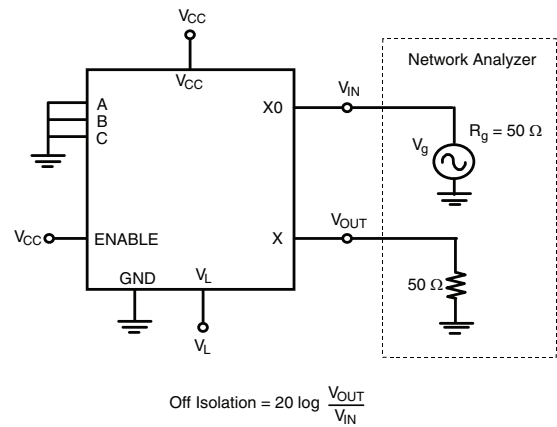 VCC
VCC
Network Analyzer
A
B
C
X0
VIN
Vg
Rg = 50 Ω
VCC
ENABLE
X
VOUT
GND
VL
50 Ω
VL
Off Isolation = 20 log VOUT / VIN